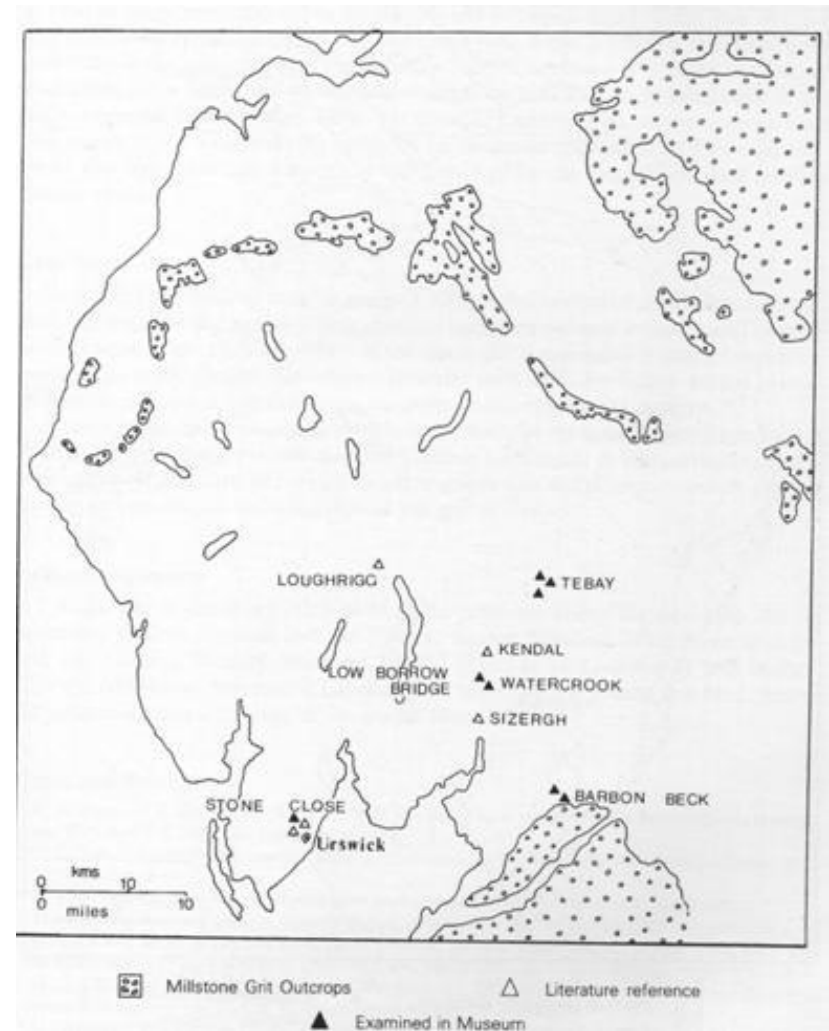 LOUGHRIGG
TEBAY
KENDAL
LOW BORROW
BRIDGE
WATERCROOK
SIZERGH
BARBON BECK
STONE CLOSE
Urswick
kms
0 10
0 10
miles
Millstone Grit Outcrops
Literature reference
Examined in Museum